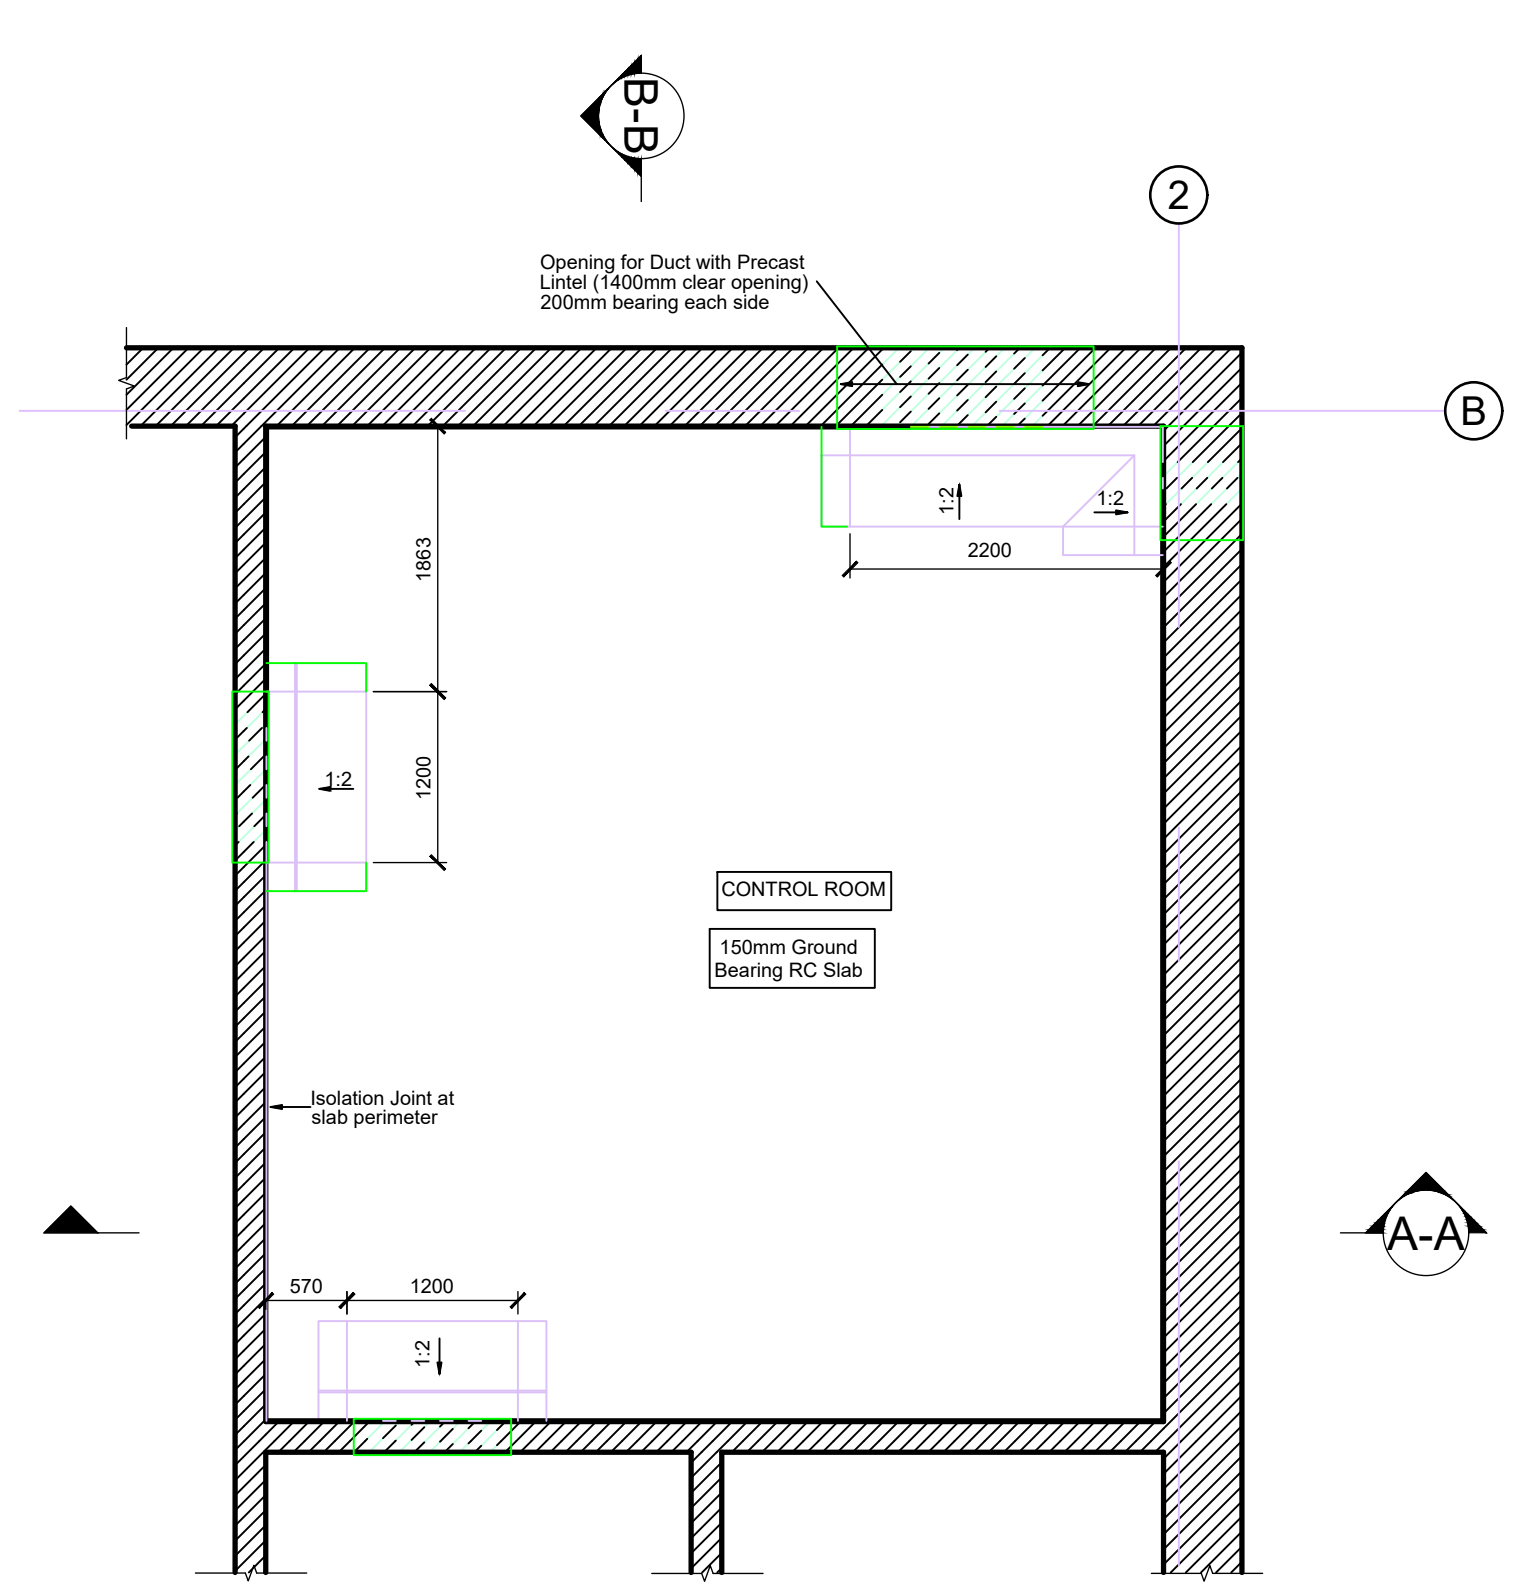 B-B
2
Opening for Duct with Precast
Lintel (1400mm clear opening)
200mm bearing each side
B
1:2
1:2
2200
1863
1200
1:2
CONTROL ROOM
150mm Ground
Bearing RC Slab
Isolation Joint at
slab perimeter
A-A
570
1200
1:2